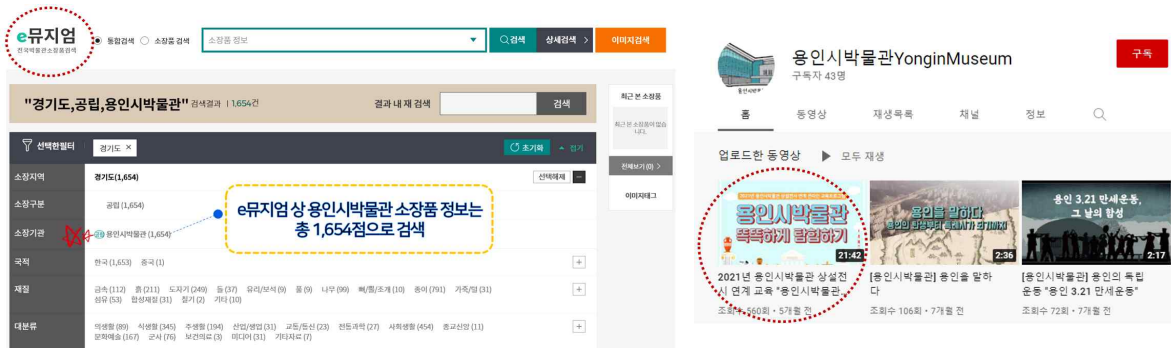 e뮤지엄
전국박물관소장품검색
통합검색 소장품 검색
소장품 정보
검색
상세검색 >
이미지검색
"경기도,공립,용인시박물관" 검색결과 | 1,654건
결과 내 재 검색
검색
선택한필터
경기도 ×
초기화
접기
소장지역
경기도(1,654)
선택해제
소장구분
공립 (1,654)
소장기관
용인시박물관 (1,654)
국적
한국(1,653) 중국(1)
재질
금속(112) 흙(211) 도자기(249) 돌(37) 유리/보석(9) 풀(9) 나무(99) 뼈/뿔/조개(10) 종이(791) 가죽/털(31)
섬유(53) 합성재질(31) 칠기(2) 기타(10)
대분류
의생활(89) 식생활(345) 주생활(194) 산업/생업(31) 교통/통신(23) 전통과학(27) 사회생활(454) 종교신앙(11)
문화예술(167) 군사(76) 보건의료(3) 미디어(31) 기타자료(7)
e뮤지엄 상 용인시박물관 소장품 정보는
총 1,654점으로 검색
최근 본 소장품
최근 본 소장품이 없습
니다.
전체보기 (0) >
이미지태그
용인시박물관YonginMuseum
구독자 43명
구독
홈 동영상 재생목록 채널 정보
업로드한 동영상 ▶ 모두 재생
용인시박물관
똑똑하게 탐험하기
21:42
2021년 용인시박물관 상설전
시 연계 교육 "용인시박물관...
조회수 560회 • 5개월 전
용인을 말하다
2:36
[용인시박물관] 용인을 말하
다
조회수 106회 • 7개월 전
용인 3.21 만세운동,
그 날의 함성
2:17
[용인시박물관] 용인의 독립
운동 "용인 3.21 만세운동"
조회수 72회 • 7개월 전